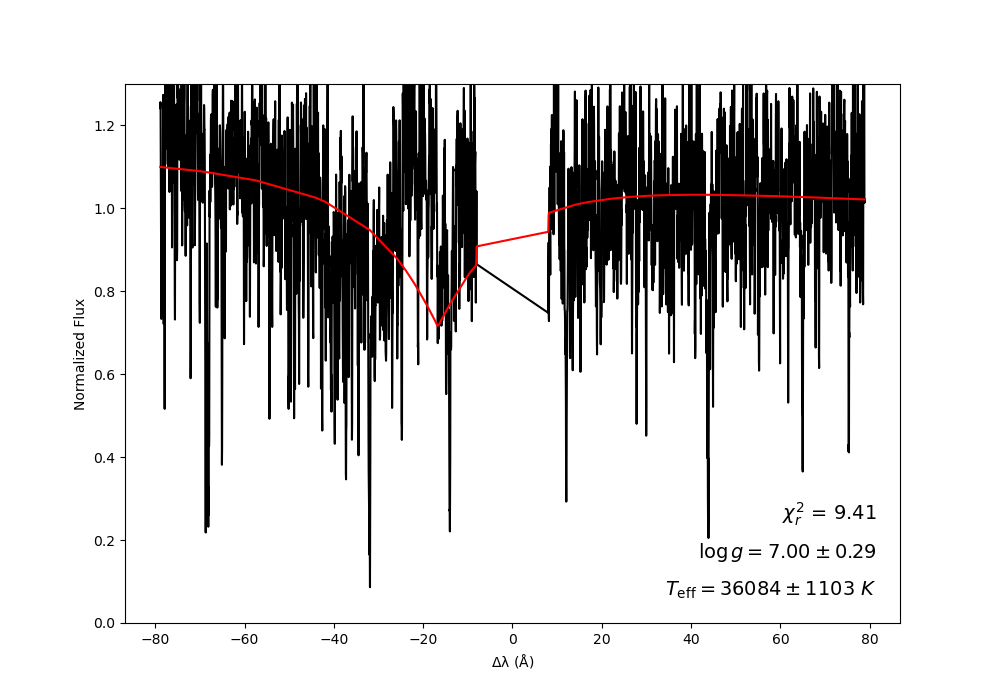 1.2
1.0
0.8
0.6
0.4
0.2
0.0
Normalized Flux
−80 −60 −40 −20 0 20 40 60 80
Δλ (Å)
χ²ᵣ = 9.41
log g = 7.00 ± 0.29
T_eff = 36084 ± 1103 K